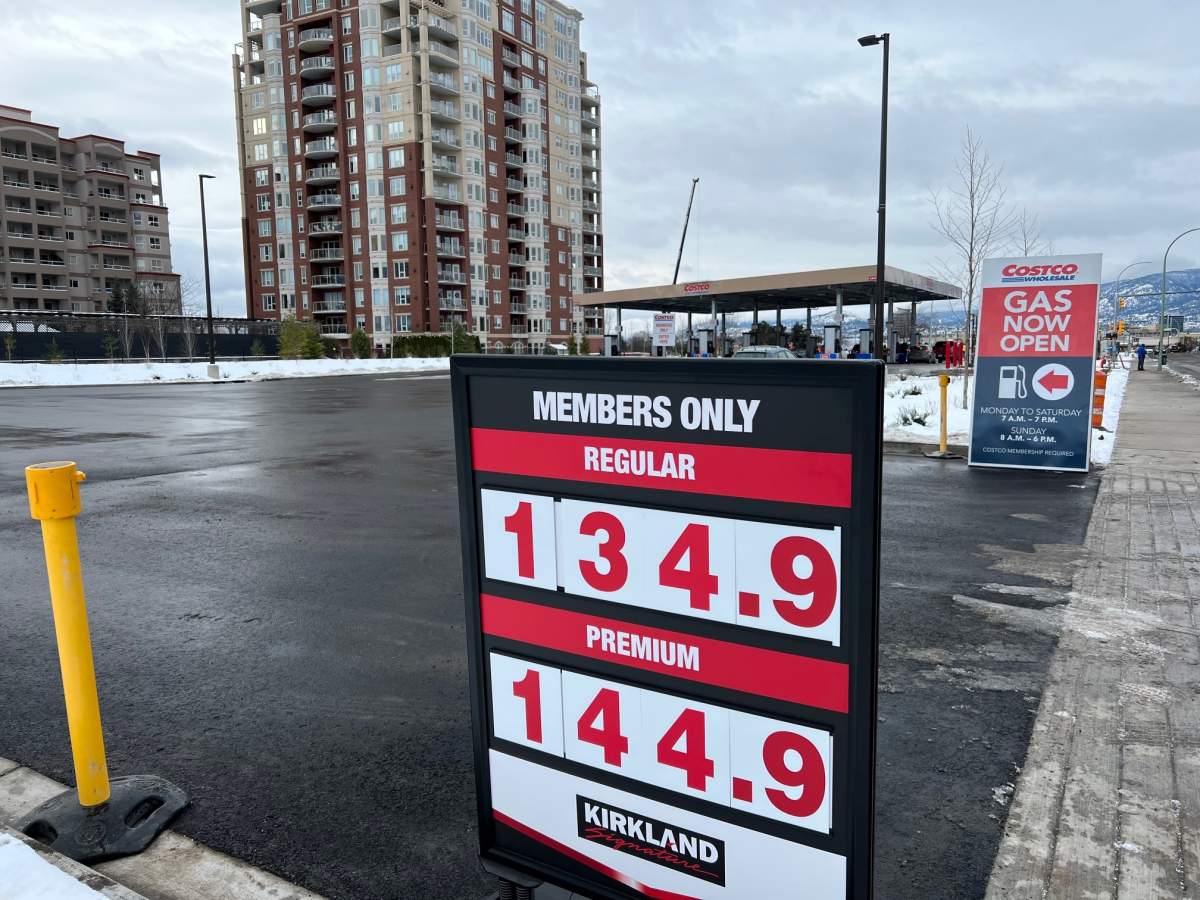 MEMBERS ONLY
REGULAR
134.9
PREMIUM
144.9
KIRKLAND
Signature
COSTCO
WHOLESALE
GAS
NOW
OPEN
MONDAY TO SATURDAY
7 A.M. – 7 P.M.
SUNDAY
8 A.M. – 6 P.M.
COSTCO MEMBERSHIP REQUIRED
COSTCO